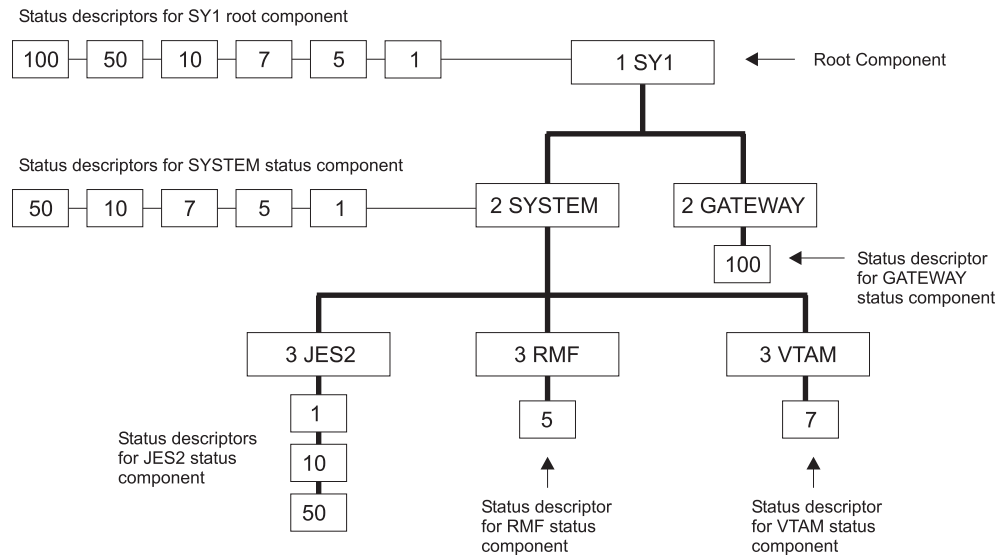 Status descriptors for SY1 root component
100 50 10 7 5 1 1 SY1 Root Component
Status descriptors for SYSTEM status component
50 10 7 5 1 2 SYSTEM 2 GATEWAY
100
Status descriptor
for GATEWAY
status component
3 JES2 3 RMF 3 VTAM
1
10
50
5
7
Status descriptors
for JES2 status
component
Status descriptor
for RMF status
component
Status descriptor
for VTAM status
component